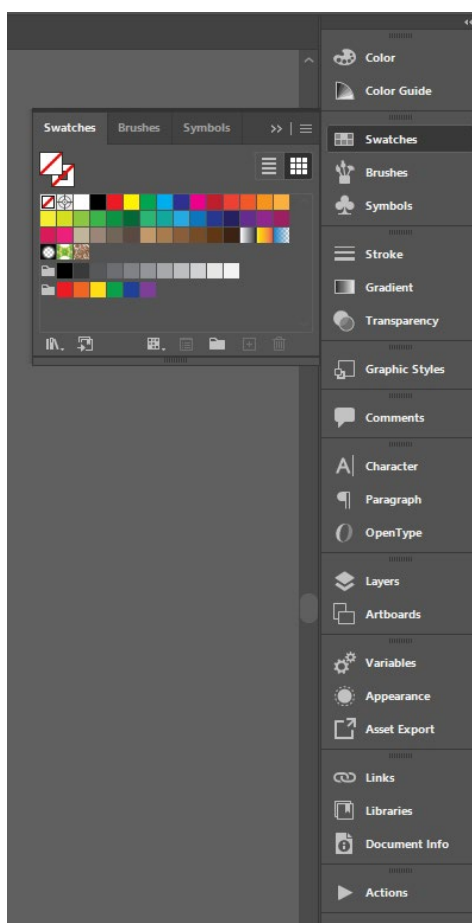 Color
Color Guide
Swatches Brushes Symbols
Swatches
Brushes
Symbols
Stroke
Gradient
Transparency
Graphic Styles
Comments
Character
Paragraph
OpenType
Layers
Artboards
Variables
Appearance
Asset Export
Links
Libraries
Document Info
Actions